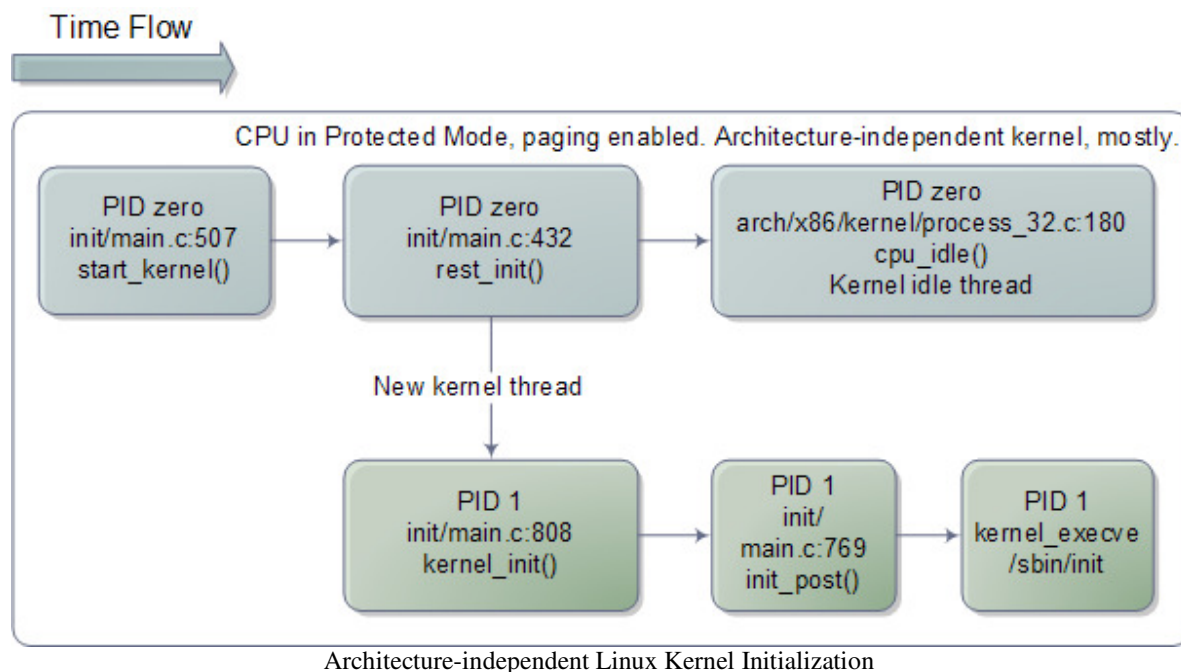 Time Flow
CPU in Protected Mode, paging enabled. Architecture-independent kernel, mostly.
PID zero
init/main.c:507
start_kernel()
PID zero
init/main.c:432
rest_init()
PID zero
arch/x86/kernel/process_32.c:180
cpu_idle()
Kernel idle thread
New kernel thread
PID 1
init/main.c:808
kernel_init()
PID 1
init/
main.c:769
init_post()
PID 1
kernel_execve
/sbin/init
Architecture-independent Linux Kernel Initialization